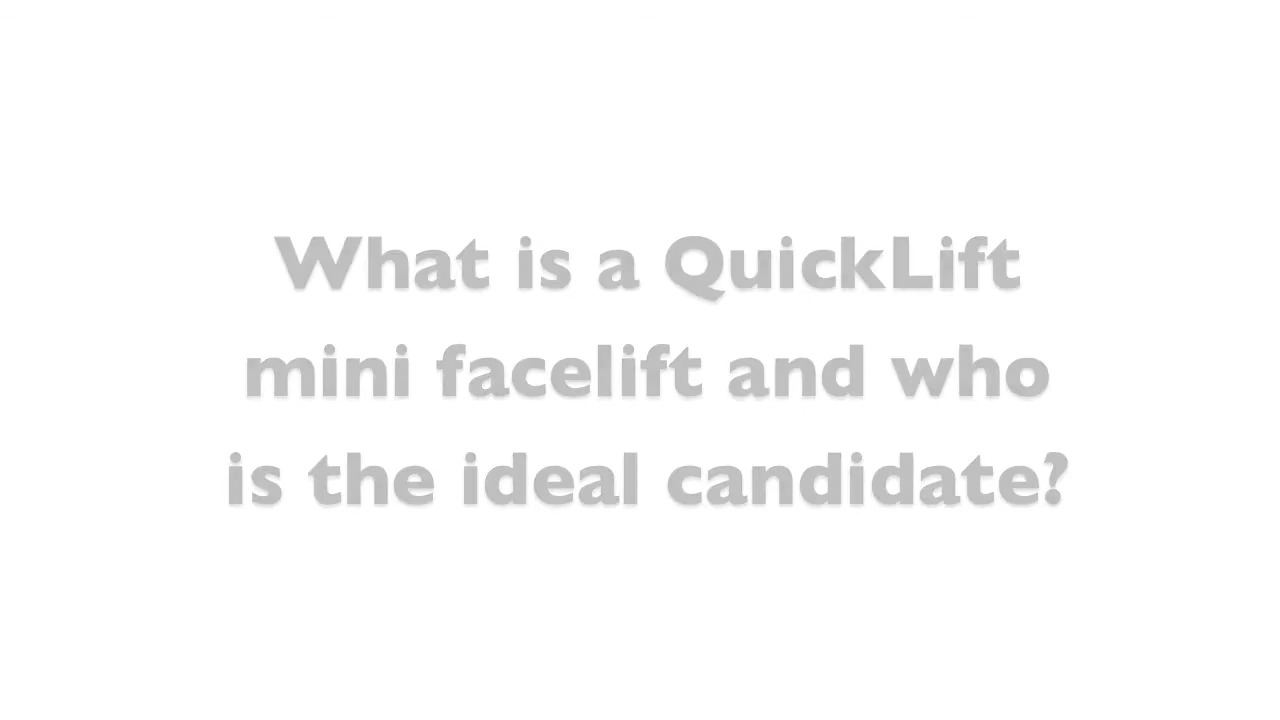 What is a QuickLift
mini facelift and who
is the ideal candidate?